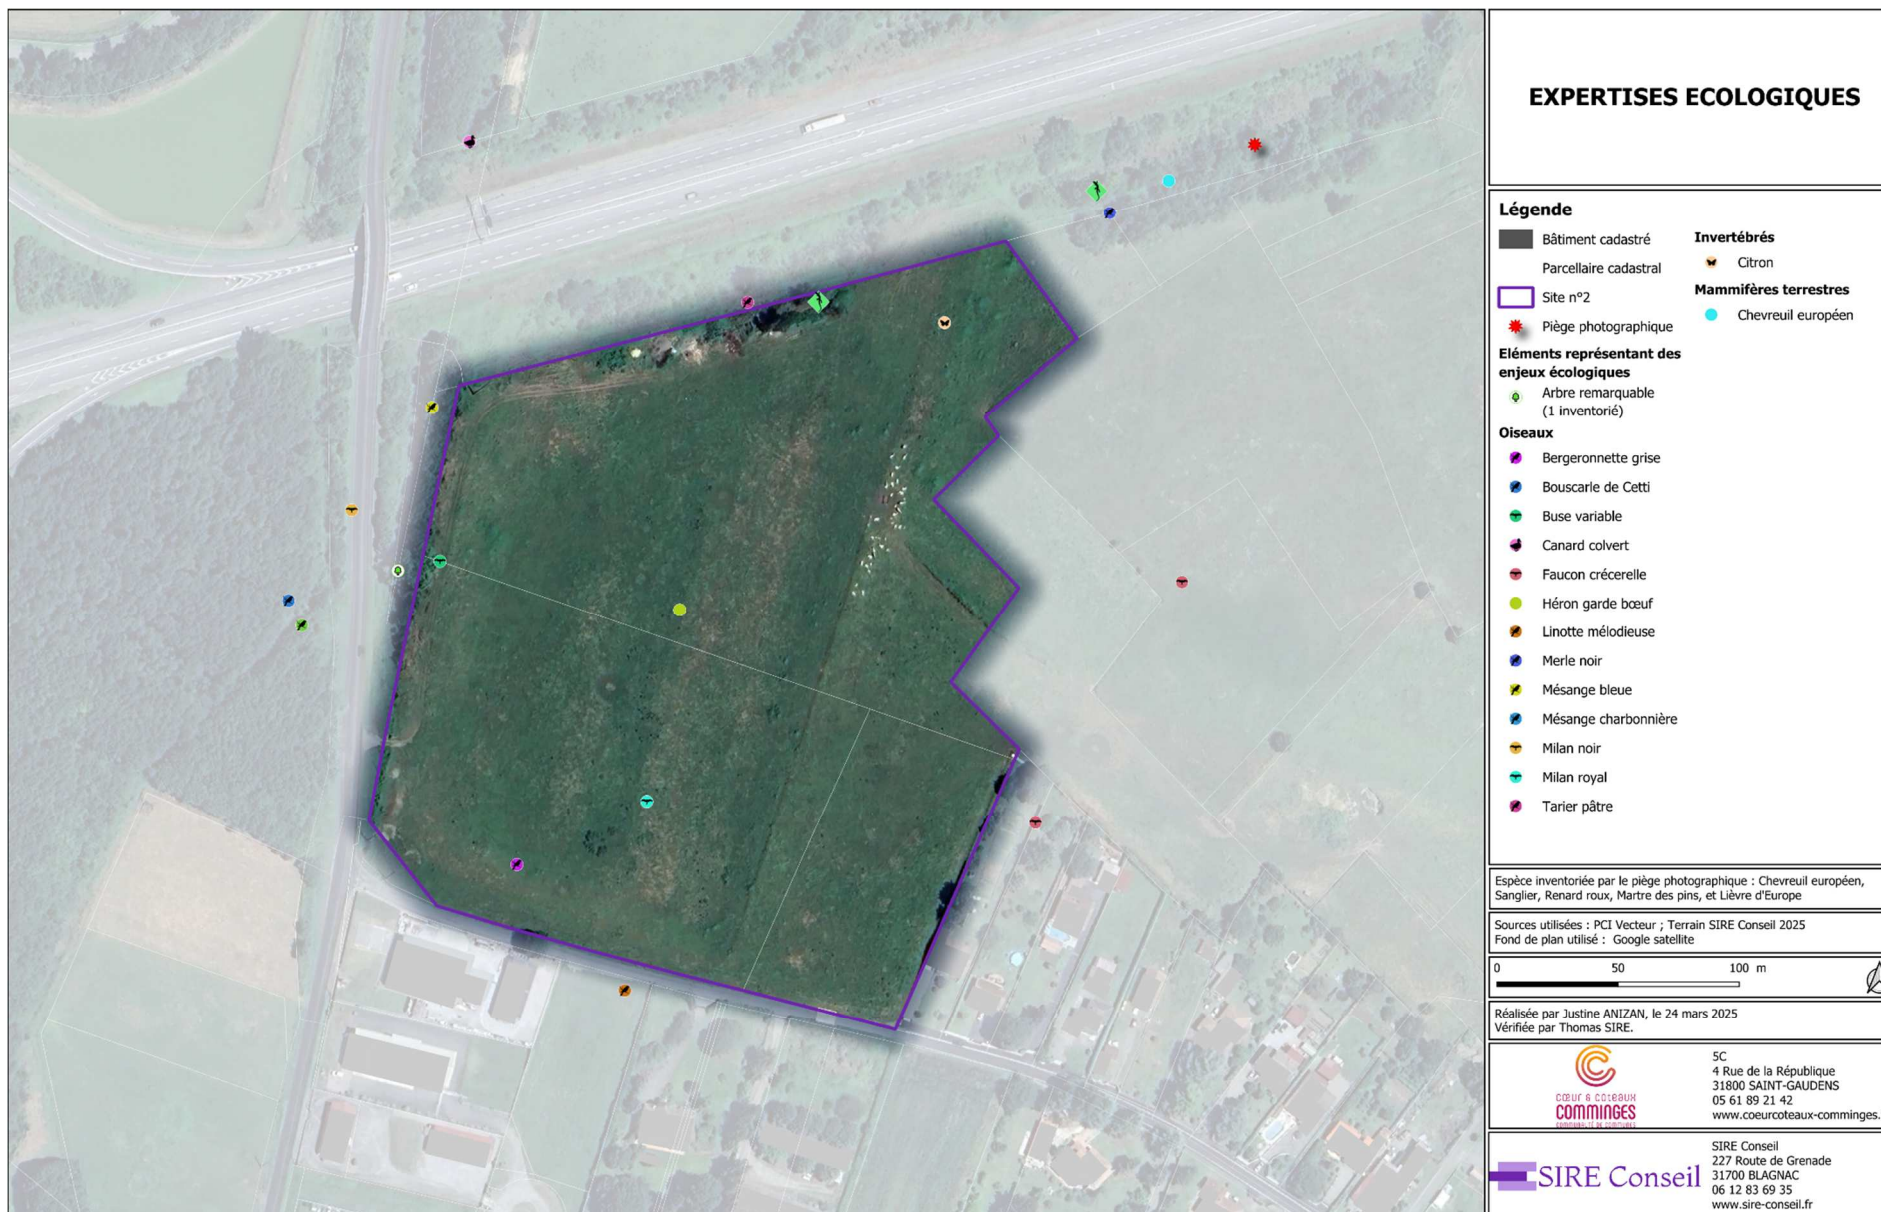 EXPERTISES ECOLOGIQUES
Légende
Bâtiment cadastré
Parcellaire cadastral
Site n°2
Piège photographique
Eléments représentant des
enjeux écologiques
Arbre remarquable
(1 inventorié)
Oiseaux
Bergeronnette grise
Bouscarle de Cetti
Buse variable
Canard colvert
Faucon crécerelle
Héron garde bœuf
Linotte mélodieuse
Merle noir
Mésange bleue
Mésange charbonnière
Milan noir
Milan royal
Tarier pâtre
Invertébrés
Citron
Mammifères terrestres
Chevreuil européen
Espèce inventoriée par le piège photographique : Chevreuil européen,
Sanglier, Renard roux, Martre des pins, et Lièvre d'Europe
Sources utilisées : PCI Vecteur ; Terrain SIRE Conseil 2025
Fond de plan utilisé : Google satellite
0 50 100 m
Réalisée par Justine ANIZAN, le 24 mars 2025
Vérifiée par Thomas SIRE.
cœur & coteaux
COMMINGES
COMMUNAUTÉ DE COMMUNES
5C
4 Rue de la République
31800 SAINT-GAUDENS
05 61 89 21 42
www.coeurcoteaux-comminges.
SIRE Conseil
SIRE Conseil
227 Route de Grenade
31700 BLAGNAC
06 12 83 69 35
www.sire-conseil.fr